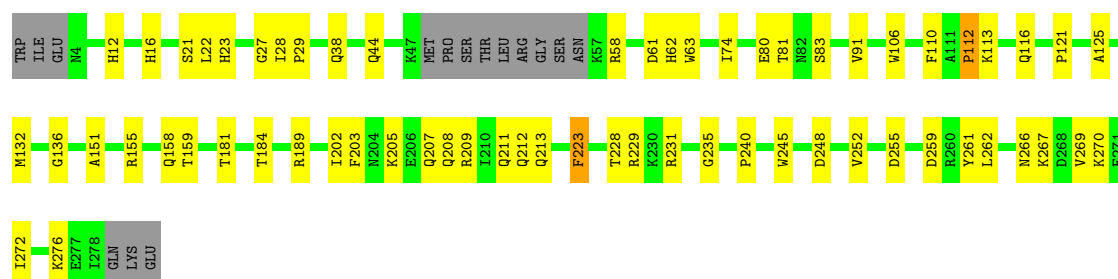 TRP ILE GLU N4 H12 H16 S21 L22 H23 G27 I28 P29 Q38 Q44 K47 MET PRO SER THR LEU ARG GLY SER ASN K57 R58 D61 H62 W63 I74 E80 T81 N82 S83 V91 W106 F110 A111 P112 K113 Q116 P121 A125
M132 G136 A151 R155 Q158 T159 T181 T184 R189 I202 F203 N204 K205 E206 Q207 Q208 R209 I210 Q211 Q212 Q213 F223 T228 R229 K230 R231 G235 P240 W245 D248 V252 D255 D259 R260 Y261 L262 N266 K267 D268 V269 K270
I272 K276 E277 I278 GLN LYS GLU